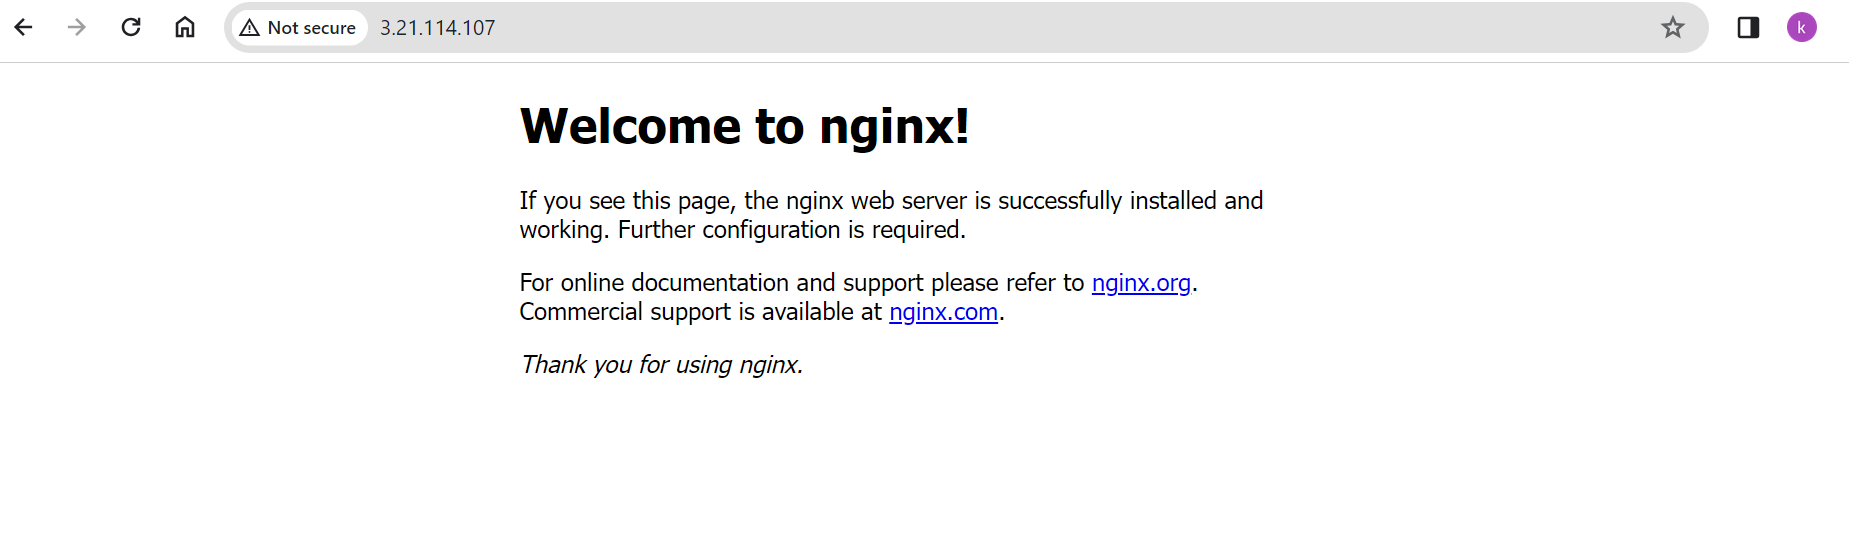 Not secure 3.21.114.107
k
Welcome to nginx!
If you see this page, the nginx web server is successfully installed and
working. Further configuration is required.
For online documentation and support please refer to nginx.org.
Commercial support is available at nginx.com.
Thank you for using nginx.